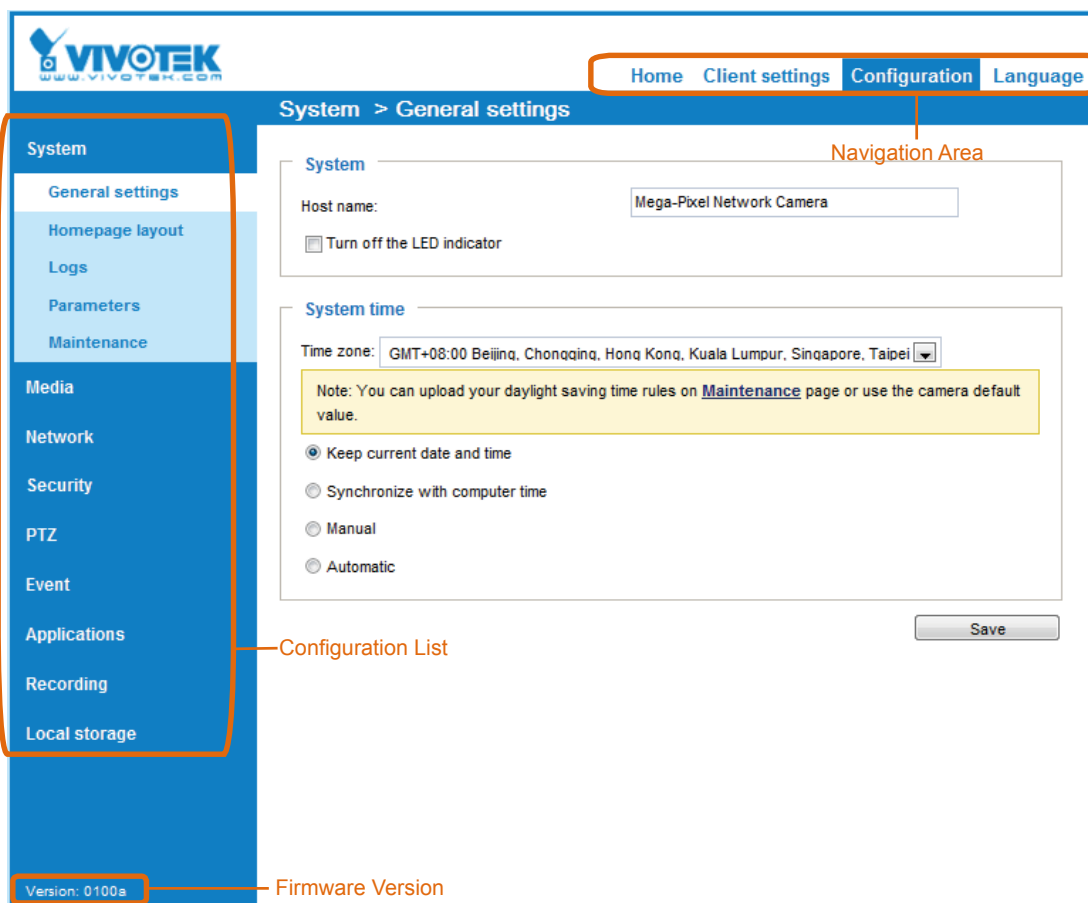 VIVOTEK
www.vivotek.com
Home Client settings Configuration Language
System > General settings
Navigation Area
System
General settings
Homepage layout
Logs
Parameters
Maintenance
Media
Network
Security
PTZ
Event
Applications
Recording
Local storage
Configuration List
Version: 0100a
Firmware Version
System
Host name: Mega-Pixel Network Camera
Turn off the LED indicator
System time
Time zone: GMT+08:00 Beijing, Chongqing, Hong Kong, Kuala Lumpur, Singapore, Taipei
Note: You can upload your daylight saving time rules on Maintenance page or use the camera default
value.
Keep current date and time
Synchronize with computer time
Manual
Automatic
Save